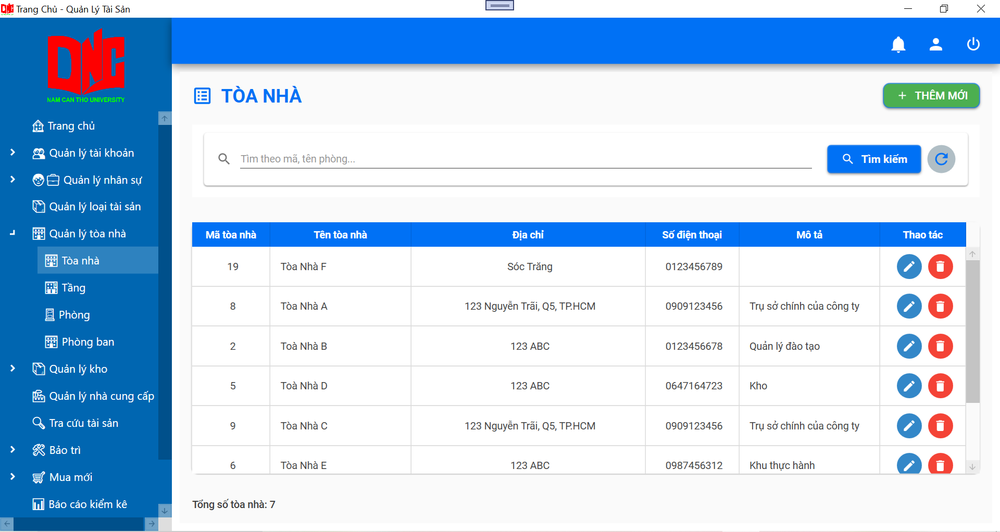 Trang Chủ - Quản Lý Tài Sản
DNC
NAM CAN THO UNIVERSITY
Trang chủ
Quản lý tài khoản
Quản lý nhân sự
Quản lý loại tài sản
Quản lý tòa nhà
Tòa nhà
Tầng
Phòng
Phòng ban
Quản lý kho
Quản lý nhà cung cấp
Tra cứu tài sản
Bảo trì
Mua mới
Báo cáo kiểm kê
TÒA NHÀ
+ THÊM MỚI
Tìm theo mã, tên phòng...
Tìm kiếm
Mã tòa nhà Tên tòa nhà Địa chỉ Số điện thoại Mô tả Thao tác
19 Tòa Nhà F Sóc Trăng 0123456789
8 Tòa Nhà A 123 Nguyễn Trãi, Q5, TP.HCM 0909123456 Trụ sở chính của công ty
2 Toà Nhà B 123 ABC 0123456678 Quản lý đào tạo
5 Toà Nhà D 123 ABC 0647164723 Kho
9 Tòa Nhà C 123 Nguyễn Trãi, Q5, TP.HCM 0909123456 Trụ sở chính của công ty
6 Tòa Nhà E 123 ABC 0987456312 Khu thực hành
Tổng số tòa nhà: 7